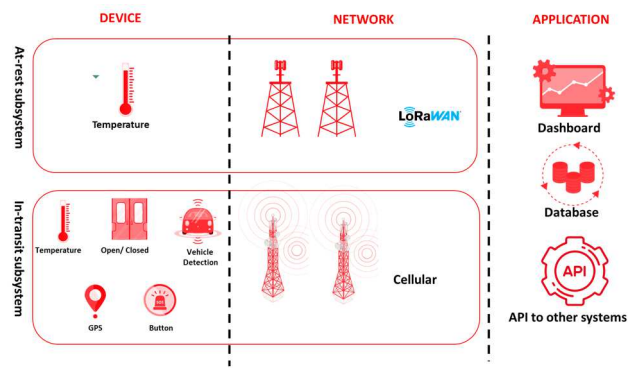 DEVICE
NETWORK
APPLICATION
At-rest subsystem
Temperature
LoRaWAN
Dashboard
Database
In-transit subsystem
Temperature
Open/ Closed
Vehicle
Detection
GPS
Button
Cellular
API
API to other systems